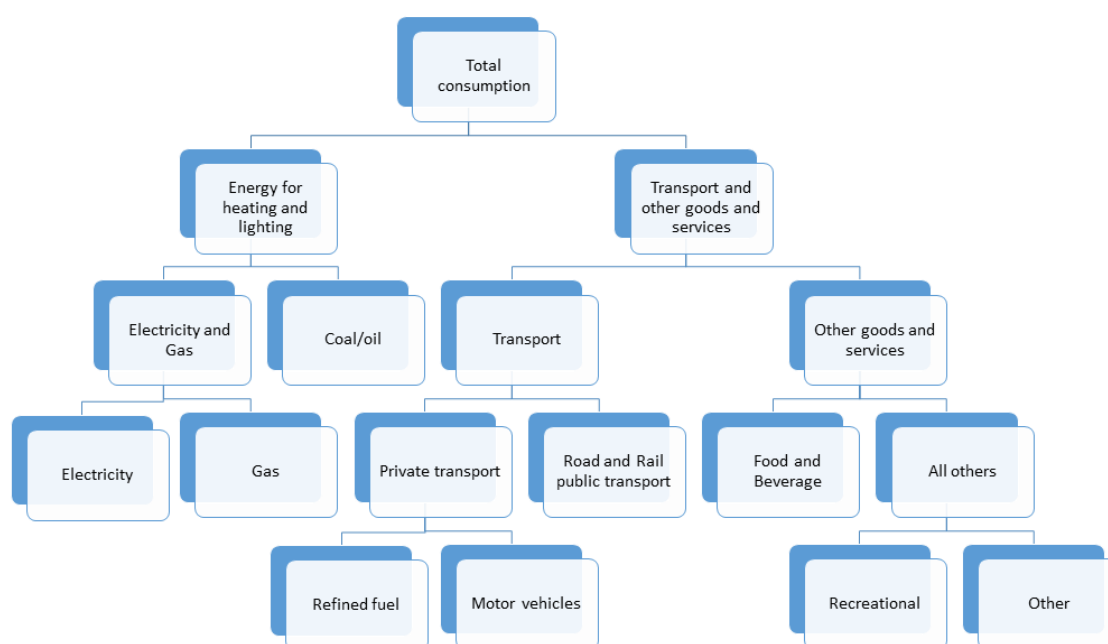 Total
consumption
Energy for
heating and
lighting
Transport and
other goods and
services
Electricity and
Gas
Coal/oil
Transport
Other goods and
services
Electricity
Gas
Private transport
Road and Rail
public transport
Food and
Beverage
All others
Refined fuel
Motor vehicles
Recreational
Other